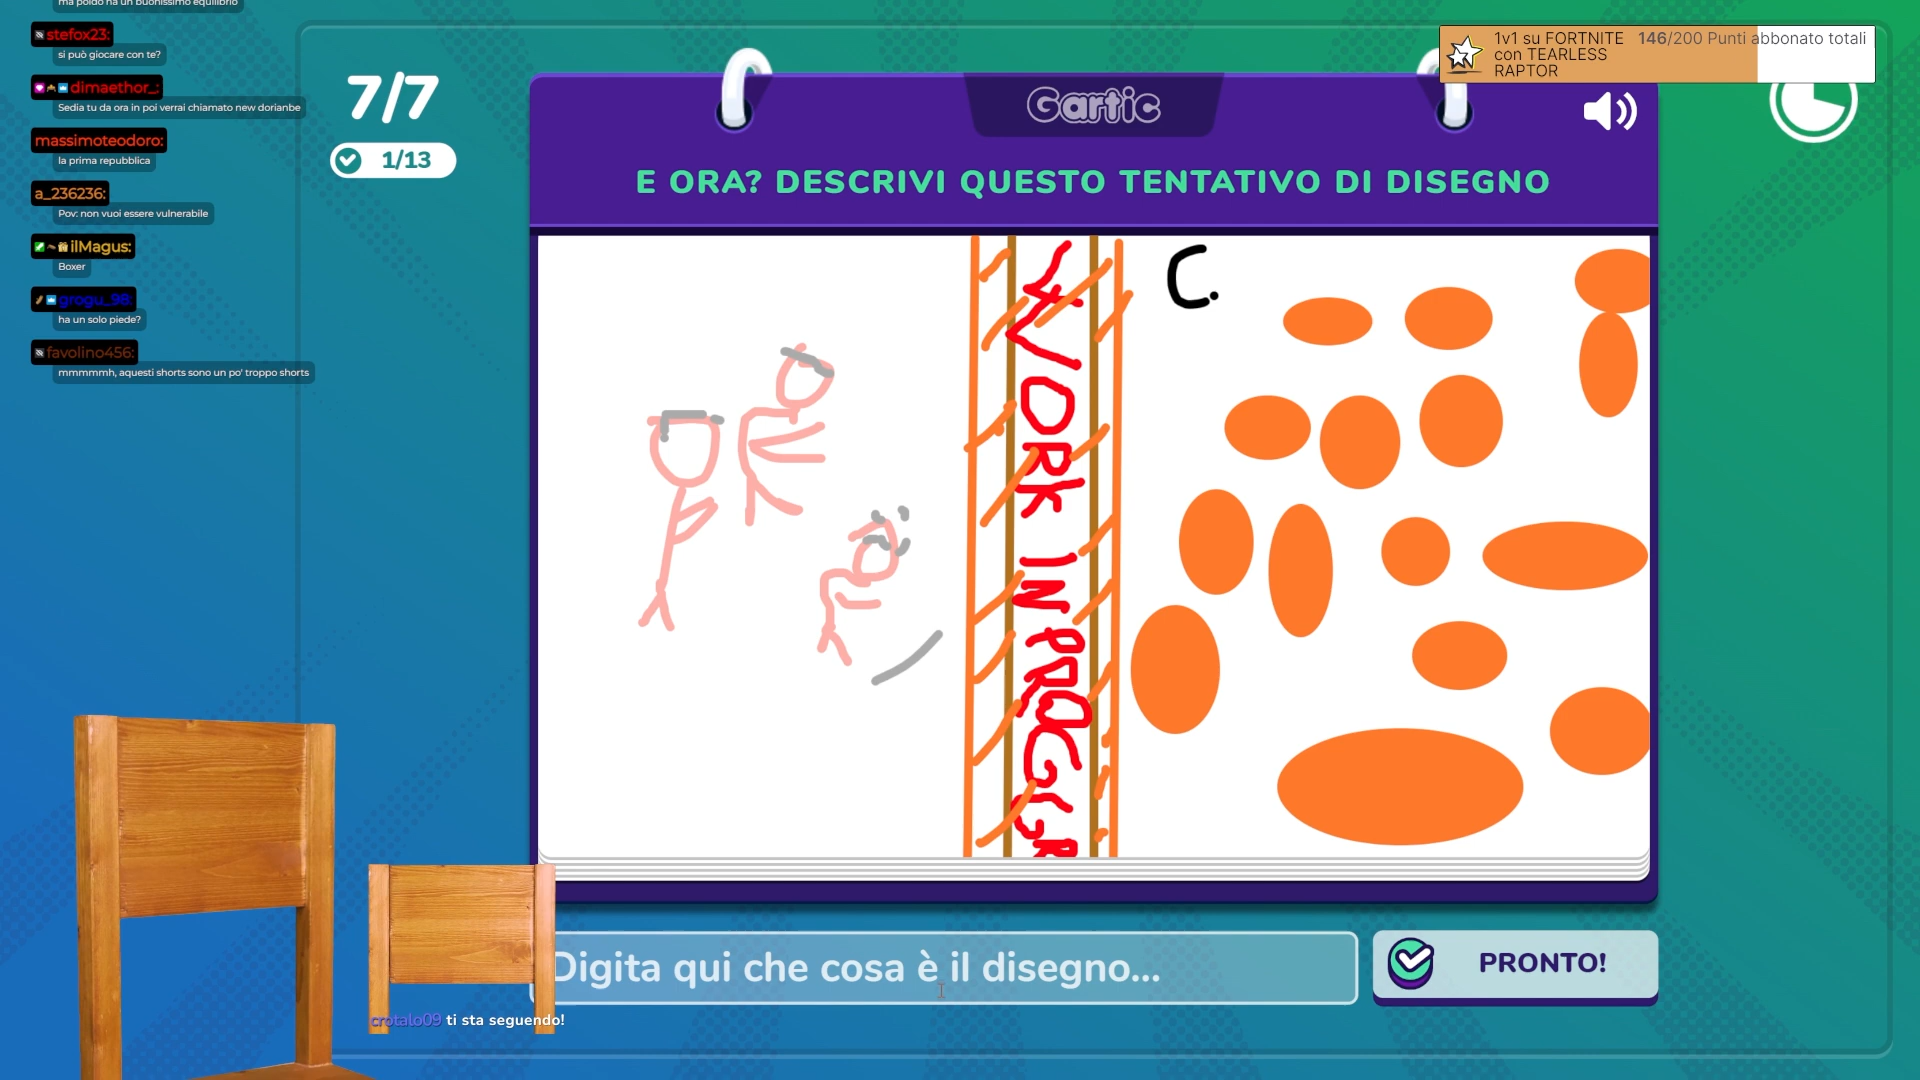 ma poldo ha un buonissimo equilibrio
stefox23:
si può giocare con te?
dimaethor_:
Sedia tu da ora in poi verrai chiamato new dorianbe
massimoteodoro:
la prima repubblica
a_236236:
Pov: non vuoi essere vulnerabile
ilMagus:
Boxer
grogu_98:
ha un solo piede?
favolino456:
mmmmmh, aquesti shorts sono un po' troppo shorts
7/7
1/13
Gartic
1v1 su FORTNITE
con TEARLESS
RAPTOR
146/200 Punti abbonato totali
E ORA? DESCRIVI QUESTO TENTATIVO DI DISEGNO
WORK IN PROGR
C.
Digita qui che cosa è il disegno...
PRONTO!
crotalo09 ti sta seguendo!